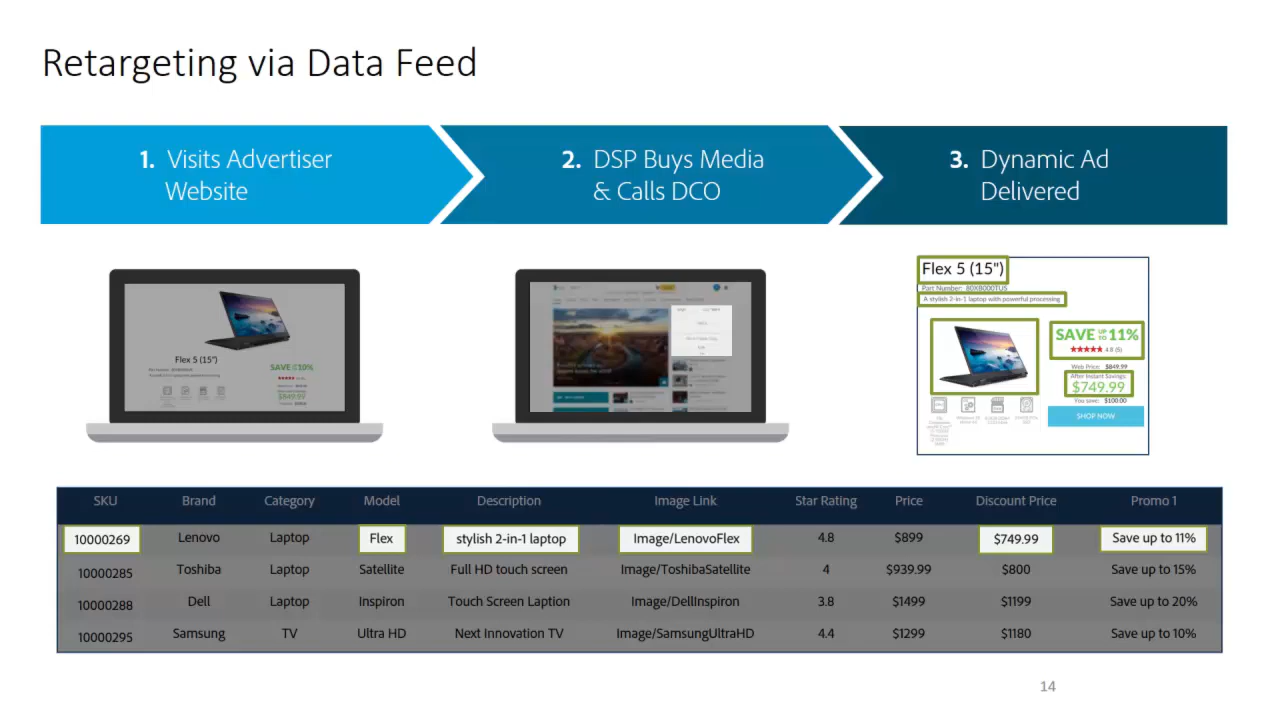 Retargeting via Data Feed
1. Visits Advertiser
Website
2. DSP Buys Media
& Calls DCO
3. Dynamic Ad
Delivered
Flex 5 (15")
SAVE
10%
Flex 5 (15")
Part Number: 80XB000TUS
A stylish 2-in-1 laptop with powerful processing
SAVE UP TO 11%
4.8 (5)
Web Price: $849.99
After Instant Savings:
$749.99
You save: $100.00
SHOP NOW
SKU Brand Category Model Description Image Link Star Rating Price Discount Price Promo 1
10000269 Lenovo Laptop Flex stylish 2-in-1 laptop Image/LenovoFlex 4.8 $899 $749.99 Save up to 11%
10000285 Toshiba Laptop Satellite Full HD touch screen Image/ToshibaSatellite 4 $939.99 $800 Save up to 15%
10000288 Dell Laptop Inspiron Touch Screen Laption Image/DellInspiron 3.8 $1499 $1199 Save up to 20%
10000295 Samsung TV Ultra HD Next Innovation TV Image/SamsungUltraHD 4.4 $1299 $1180 Save up to 10%
14